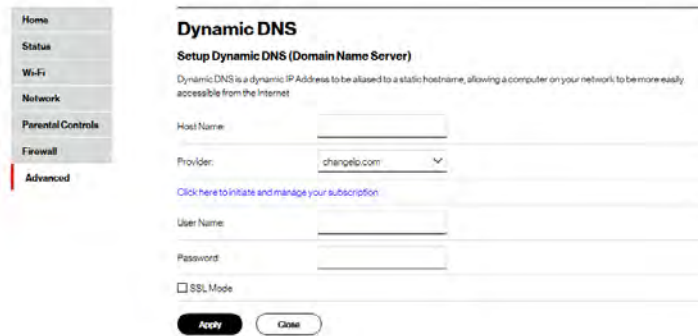 Home
Status
Wi-Fi
Network
Parental Controls
Firewall
Advanced
Dynamic DNS
Setup Dynamic DNS (Domain Name Server)
Dynamic DNS is a dynamic IP Address to be aliased to a static hostname, allowing a computer on your network to be more easily
accessible from the Internet
Host Name:
Provider: changeip.com
Click here to initiate and manage your subscription
User Name:
Password:
SSL Mode
Apply Close